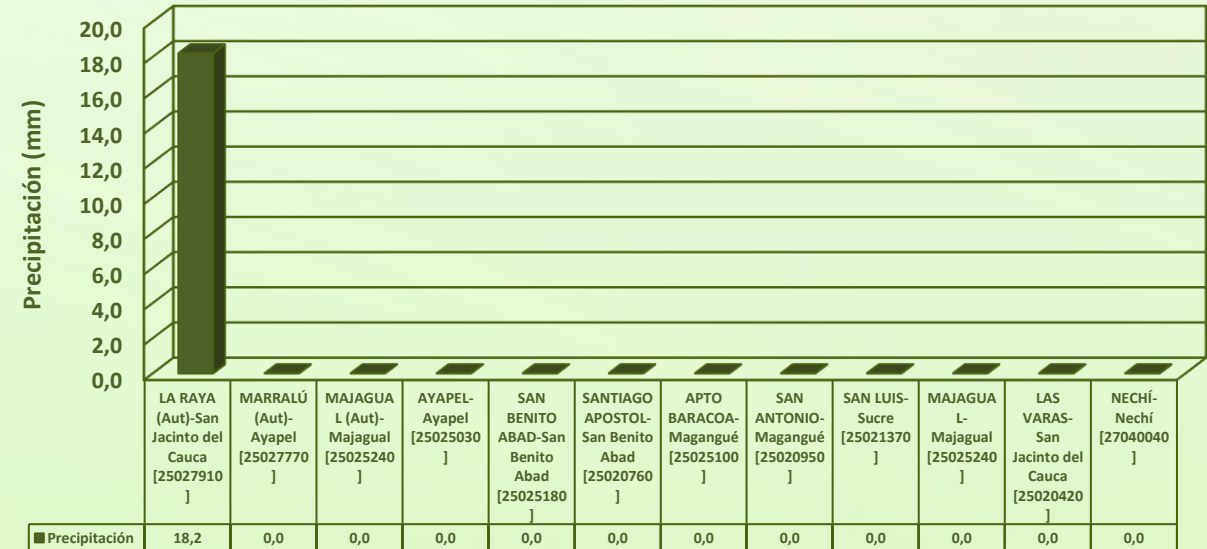 Precipitación (mm)
20,0
18,0
16,0
14,0
12,0
10,0
8,0
6,0
4,0
2,0
0,0
LA RAYA
(Aut)-San
Jacinto del
Cauca
[25027910
]
MARRALÚ
(Aut)-
Ayapel
[25027770
]
MAJAGUA
L (Aut)-
Majagual
[25025240
]
AYAPEL-
Ayapel
[25025030
]
SAN
BENITO
ABAD-San
Benito
Abad
[25025180
]
SANTIAGO
APOSTOL-
San Benito
Abad
[25020760
]
APTO
BARACOA-
Magangué
[25025100
]
SAN
ANTONIO-
Magangué
[25020950
]
SAN LUIS-
Sucre
[25021370
]
MAJAGUA
L-
Majagual
[25025240
]
LAS
VARAS-
San
Jacinto del
Cauca
[25020420
]
NECHÍ-
Nechí
[27040040
]
Precipitación 18,2 0,0 0,0 0,0 0,0 0,0 0,0 0,0 0,0 0,0 0,0 0,0